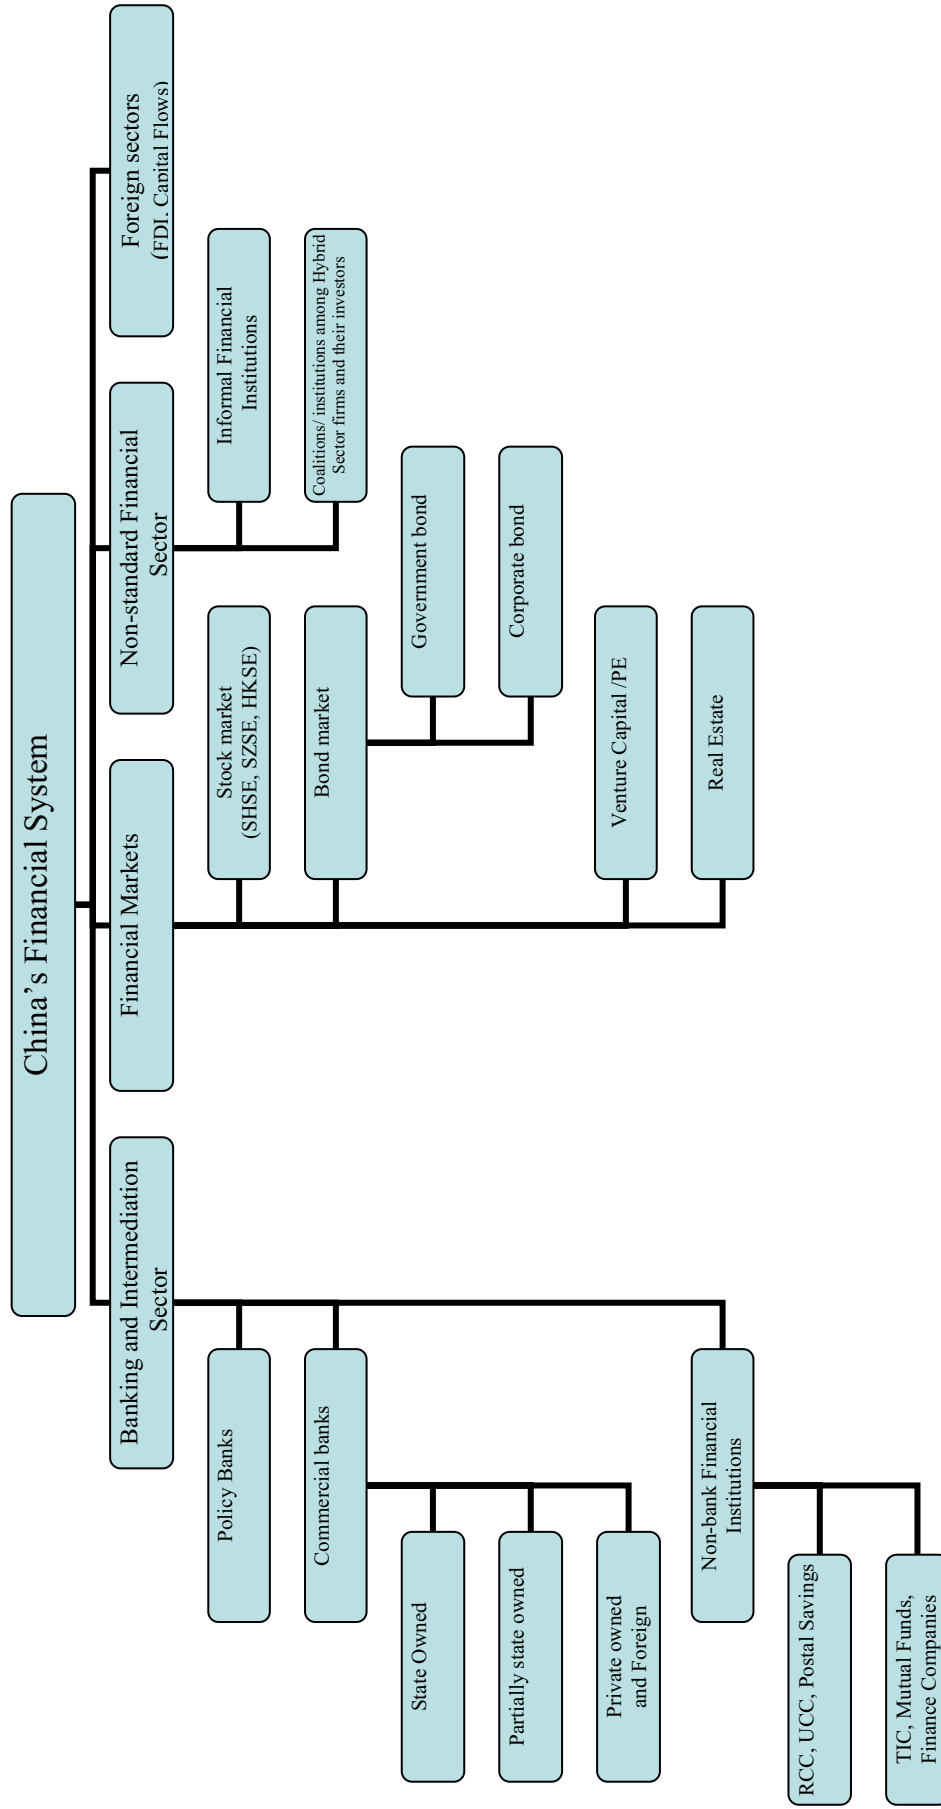 China’s Financial System
Banking and Intermediation
Sector
Financial Markets
Non-standard Financial
Sector
Foreign sectors
(FDI, Capital Flows)
Policy Banks
Commercial banks
State Owned
Partially state owned
Private owned
and Foreign
Non-bank Financial
Institutions
RCC, UCC, Postal Savings
TIC, Mutual Funds,
Finance Companies
Stock market
(SHSE, SZSE, HKSE)
Bond market
Government bond
Corporate bond
Venture Capital /PE
Real Estate
Informal Financial
Institutions
Coalitions/ institutions among Hybrid
Sector firms and their investors